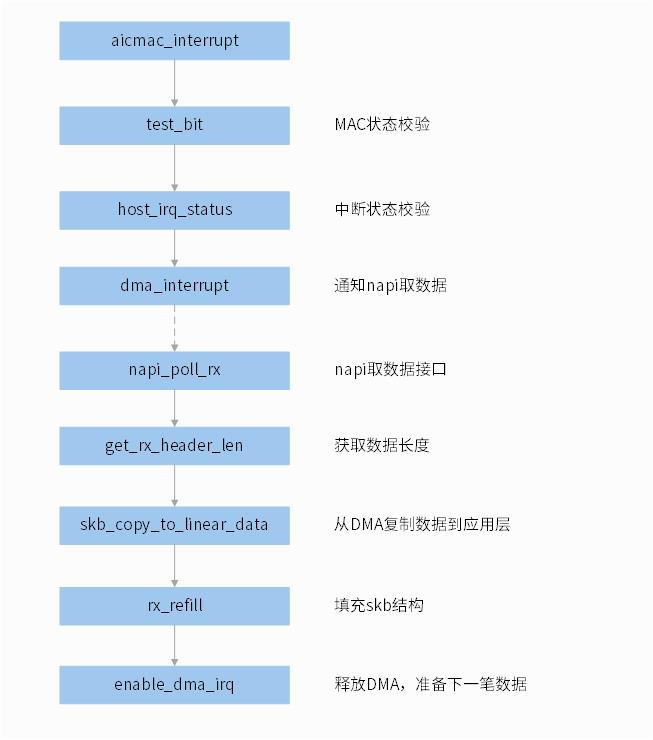 aicmac_interrupt
test_bit
MAC状态校验
host_irq_status
中断状态校验
dma_interrupt
通知napi取数据
napi_poll_rx
napi取数据接口
get_rx_header_len
获取数据长度
skb_copy_to_linear_data
从DMA复制数据到应用层
rx_refill
填充skb结构
enable_dma_irq
释放DMA，准备下一笔数据